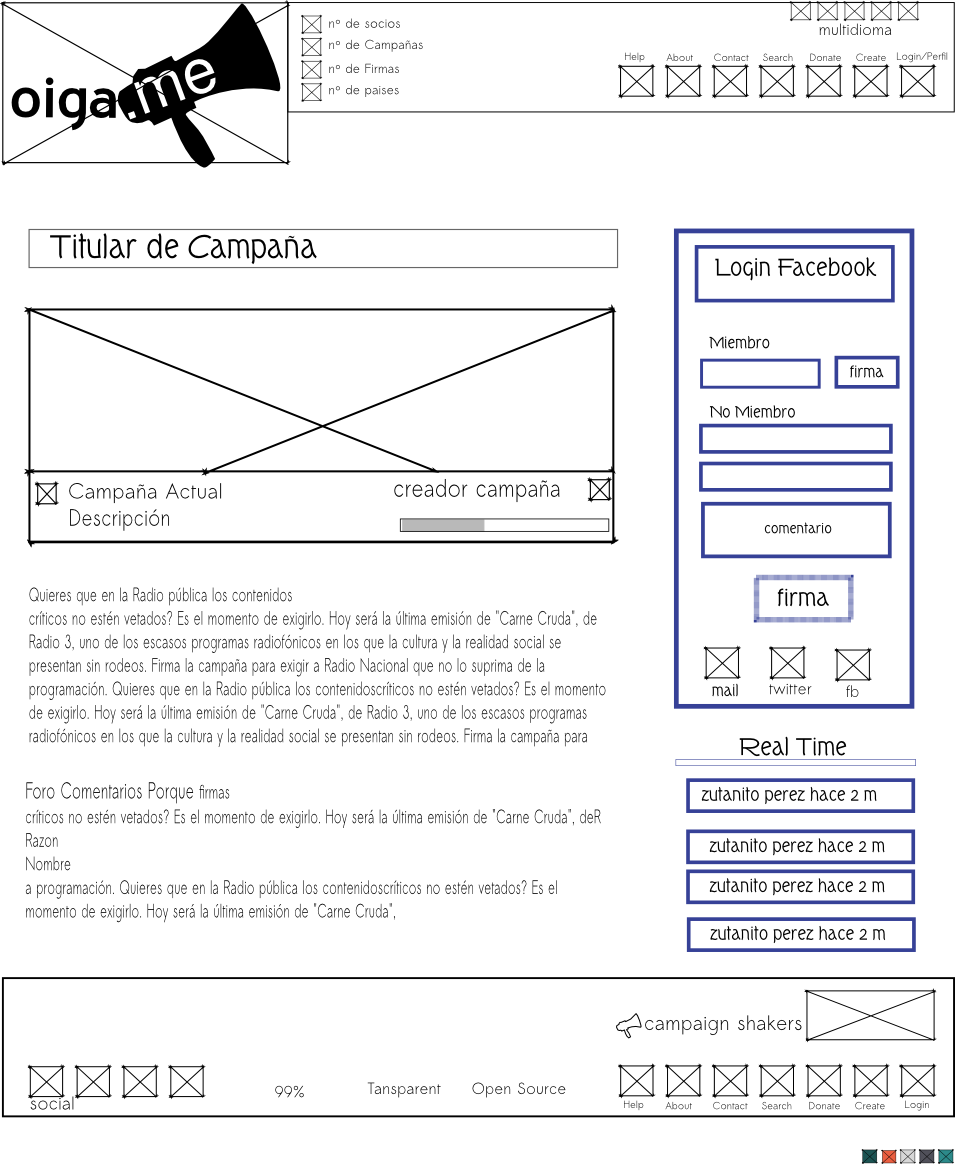 oigame
nº de socios
nº de Campañas
nº de Firmas
nº de paises
multidioma
Help About Contact Search Donate Create Login/Perfil
Titular de Campaña
Campaña Actual
Descripción
creador campaña
Quieres que en la Radio pública los contenidos
críticos no estén vetados? Es el momento de exigirlo. Hoy será la última emisión de "Carne Cruda", de
Radio 3, uno de los escasos programas radiofónicos en los que la cultura y la realidad social se
presentan sin rodeos. Firma la campaña para exigir a Radio Nacional que no lo suprima de la
programación. Quieres que en la Radio pública los contenidoscríticos no estén vetados? Es el momento
de exigirlo. Hoy será la última emisión de "Carne Cruda", de Radio 3, uno de los escasos programas
radiofónicos en los que la cultura y la realidad social se presentan sin rodeos. Firma la campaña para
Foro Comentarios Porque firmas
críticos no estén vetados? Es el momento de exigirlo. Hoy será la última emisión de "Carne Cruda", deR
Razon
Nombre
a programación. Quieres que en la Radio pública los contenidoscríticos no estén vetados? Es el
momento de exigirlo. Hoy será la última emisión de "Carne Cruda",
Login Facebook
Miembro
firma
No Miembro
comentario
firma
mail twitter fb
Real Time
zutanito perez hace 2 m
zutanito perez hace 2 m
zutanito perez hace 2 m
zutanito perez hace 2 m
campaign shakers
social
99% Tansparent Open Source
Help About Contact Search Donate Create Login